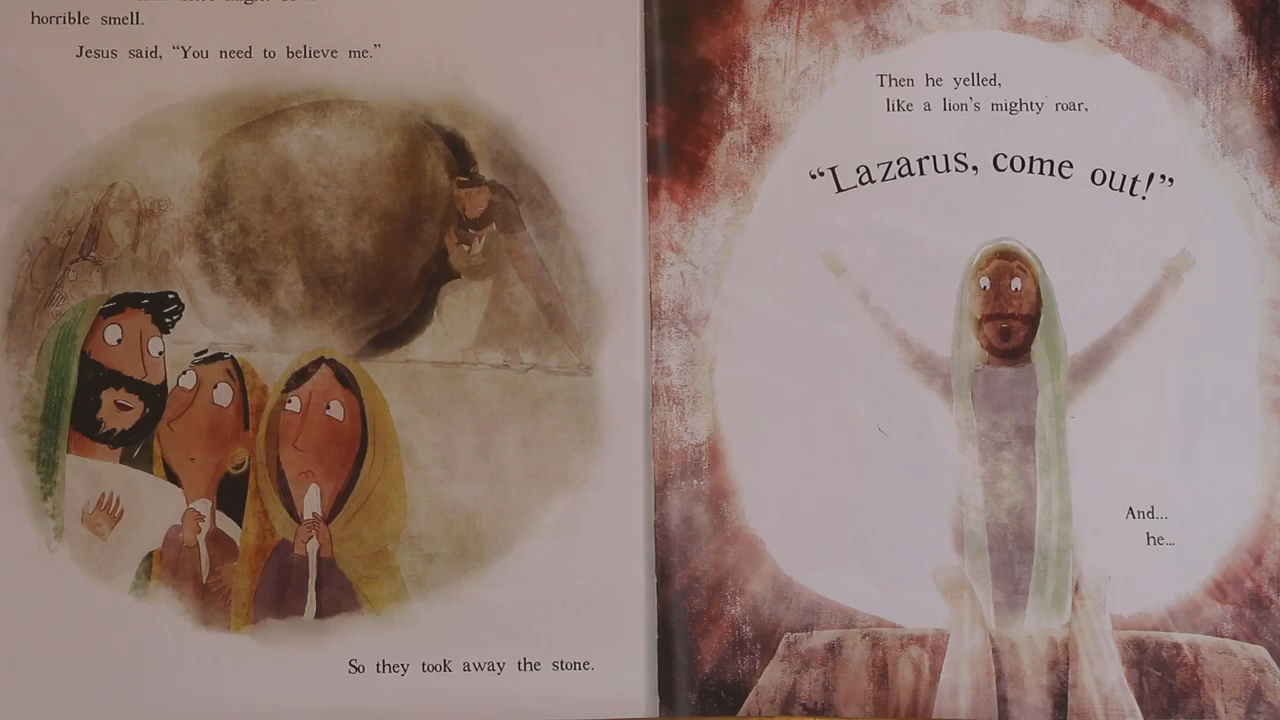 horrible smell.
Jesus said, “You need to believe me.”
So they took away the stone.
Then he yelled,
like a lion’s mighty roar,
“Lazarus, come out!”
And...
he...